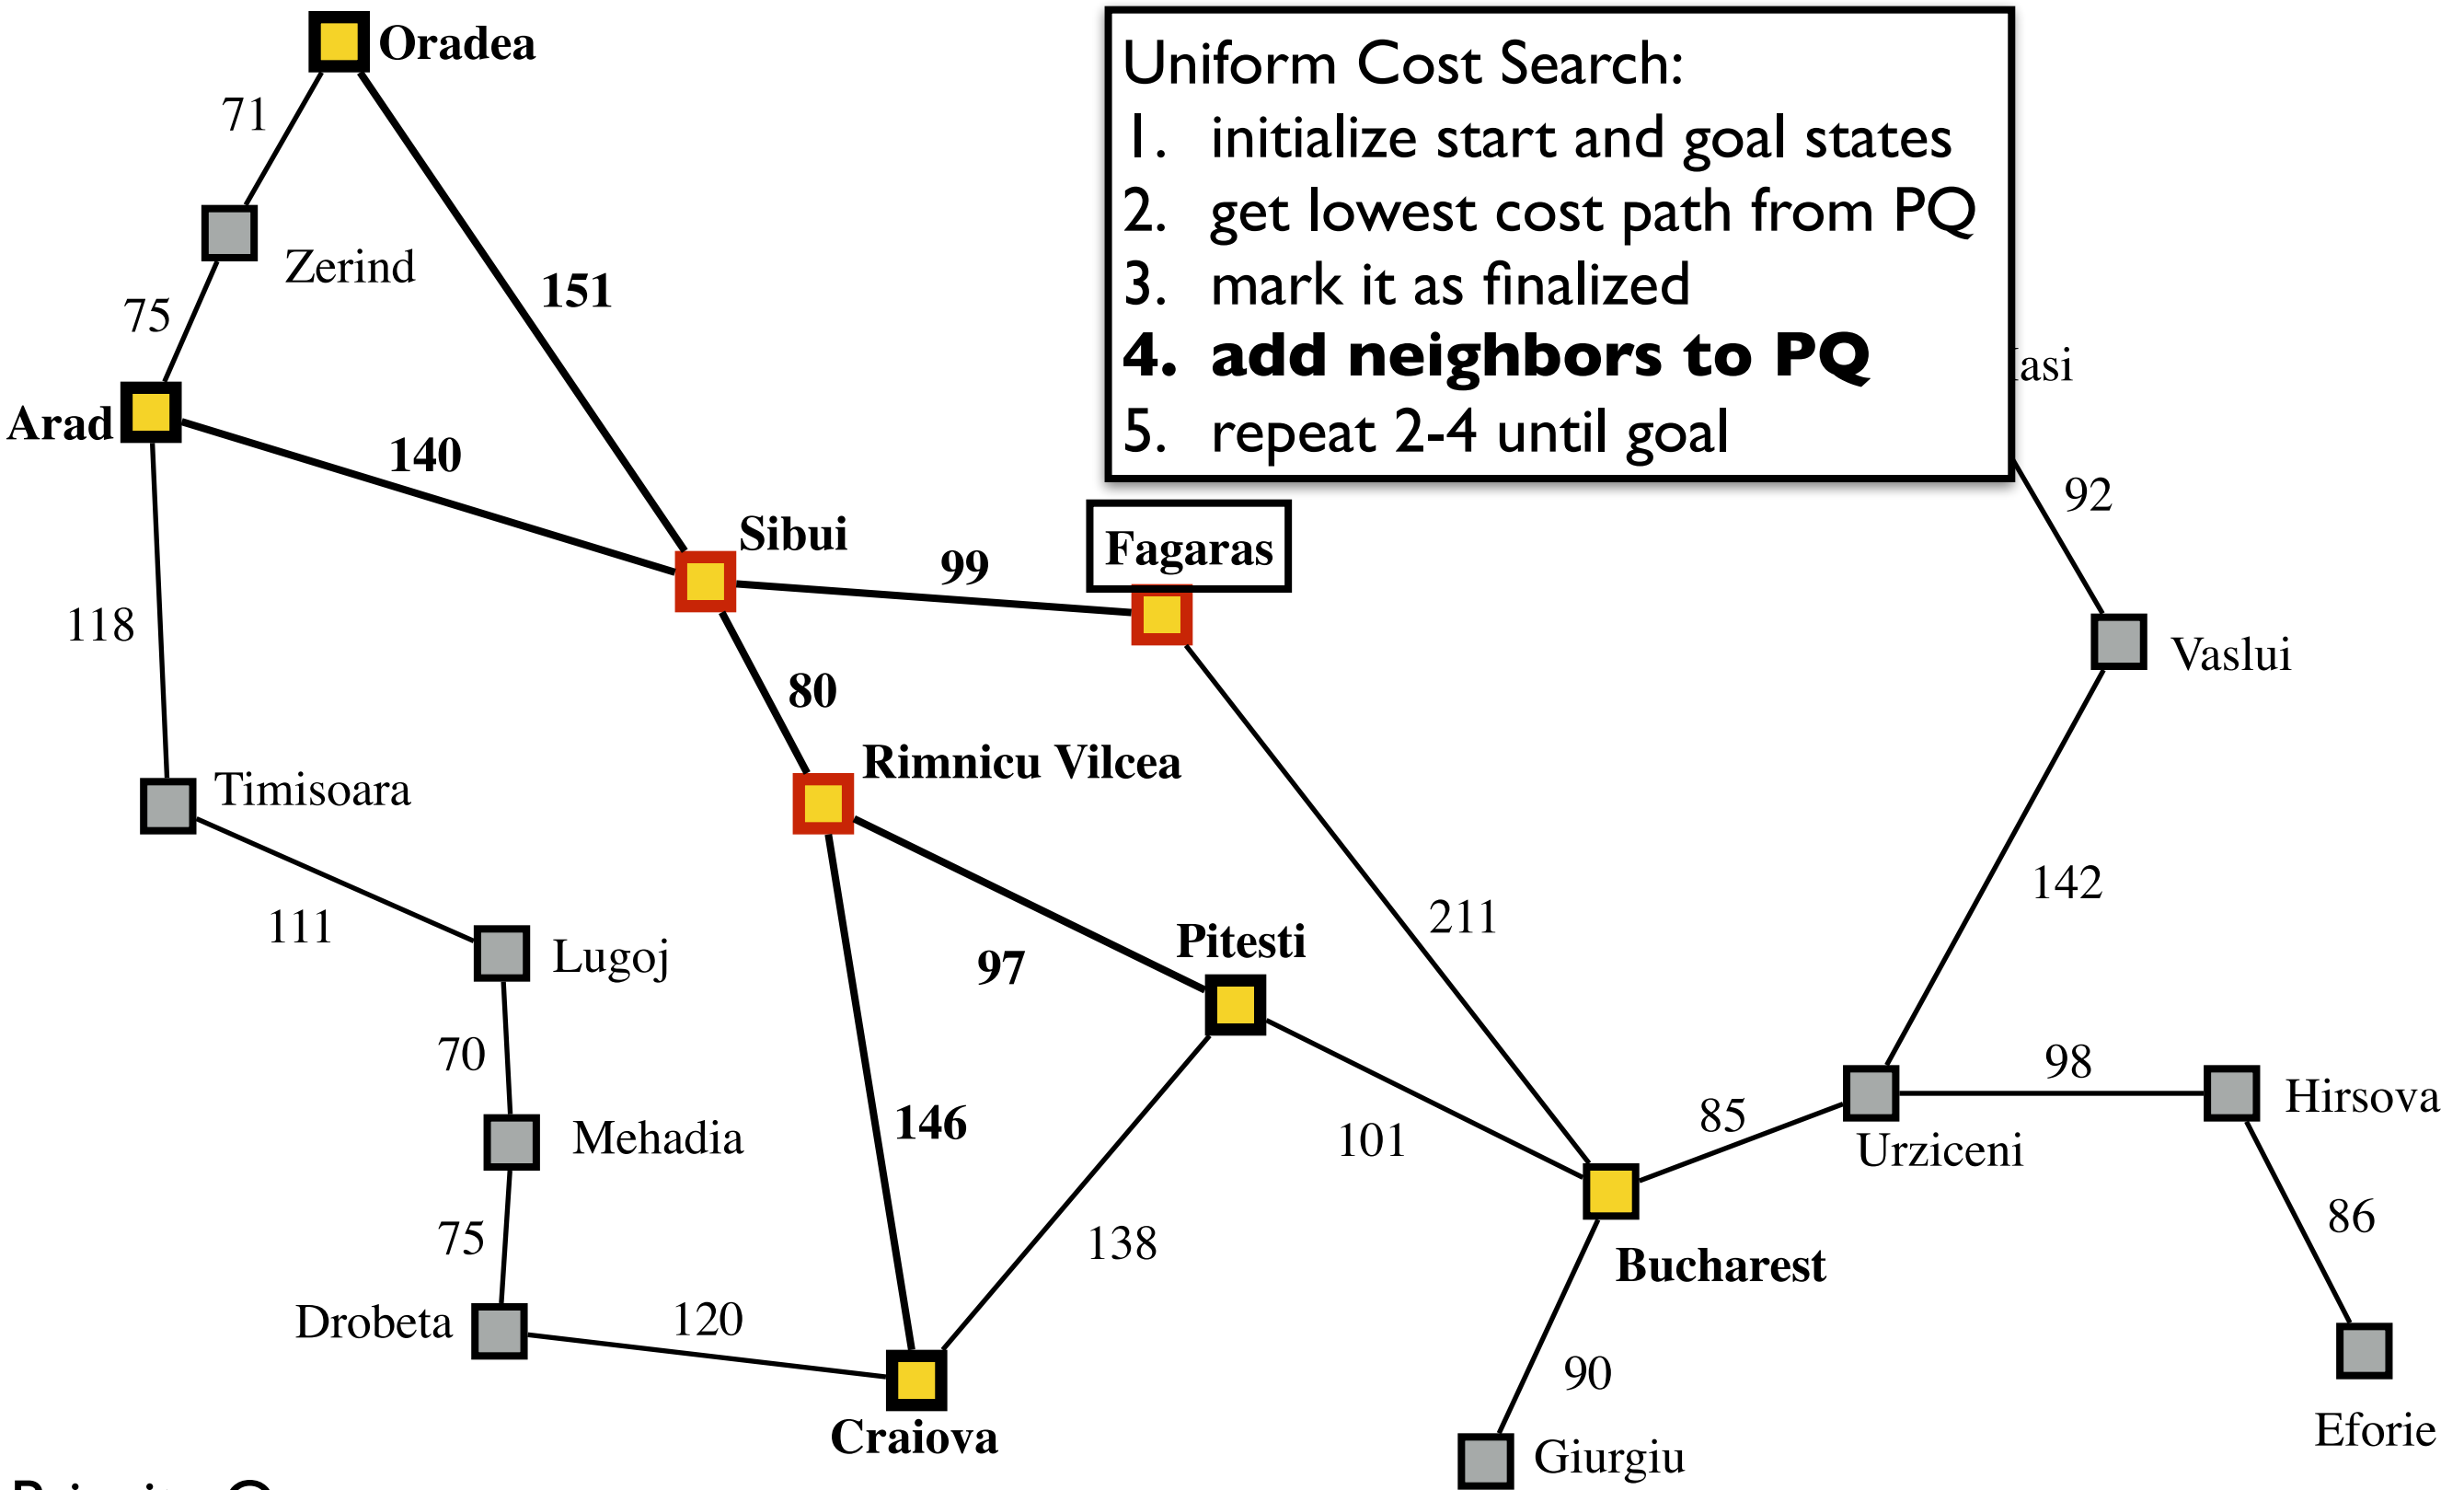 Oradea
Uniform Cost Search:
1. initialize start and goal states
2. get lowest cost path from PQ
3. mark it as finalized
4. add neighbors to PQ
5. repeat 2-4 until goal
71
Zerind
151
75
Arad
140
92
118
Sibui
99
Fagaras
Vaslui
80
Rimnicu Vilcea
Timisoara
211
142
111
Lugoj
97
Pitesti
70
Mehadia
146
101
85
98
Hirsova
Urziceni
75
138
86
Drobeta
120
Bucharest
Craiova
90
Giurgiu
Eforie